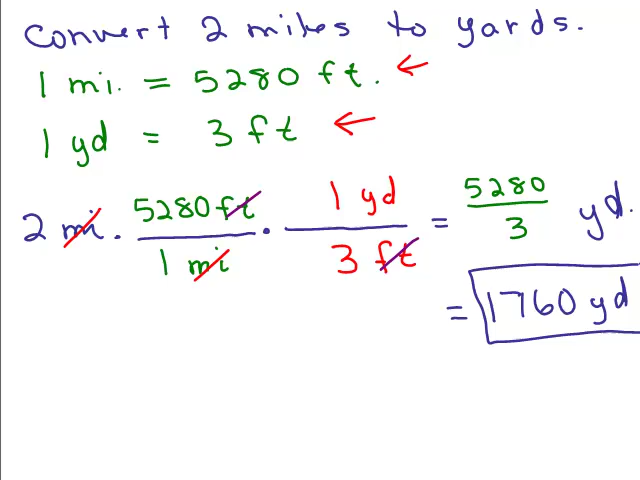 Convert 2 miles to yards.
1 mi. = 5280 ft. ←
1 yd = 3 ft ←
2 mi · 5280 ft / 1 mi · 1 yd / 3 ft = 5280 / 3 yd.
= 1760 yd